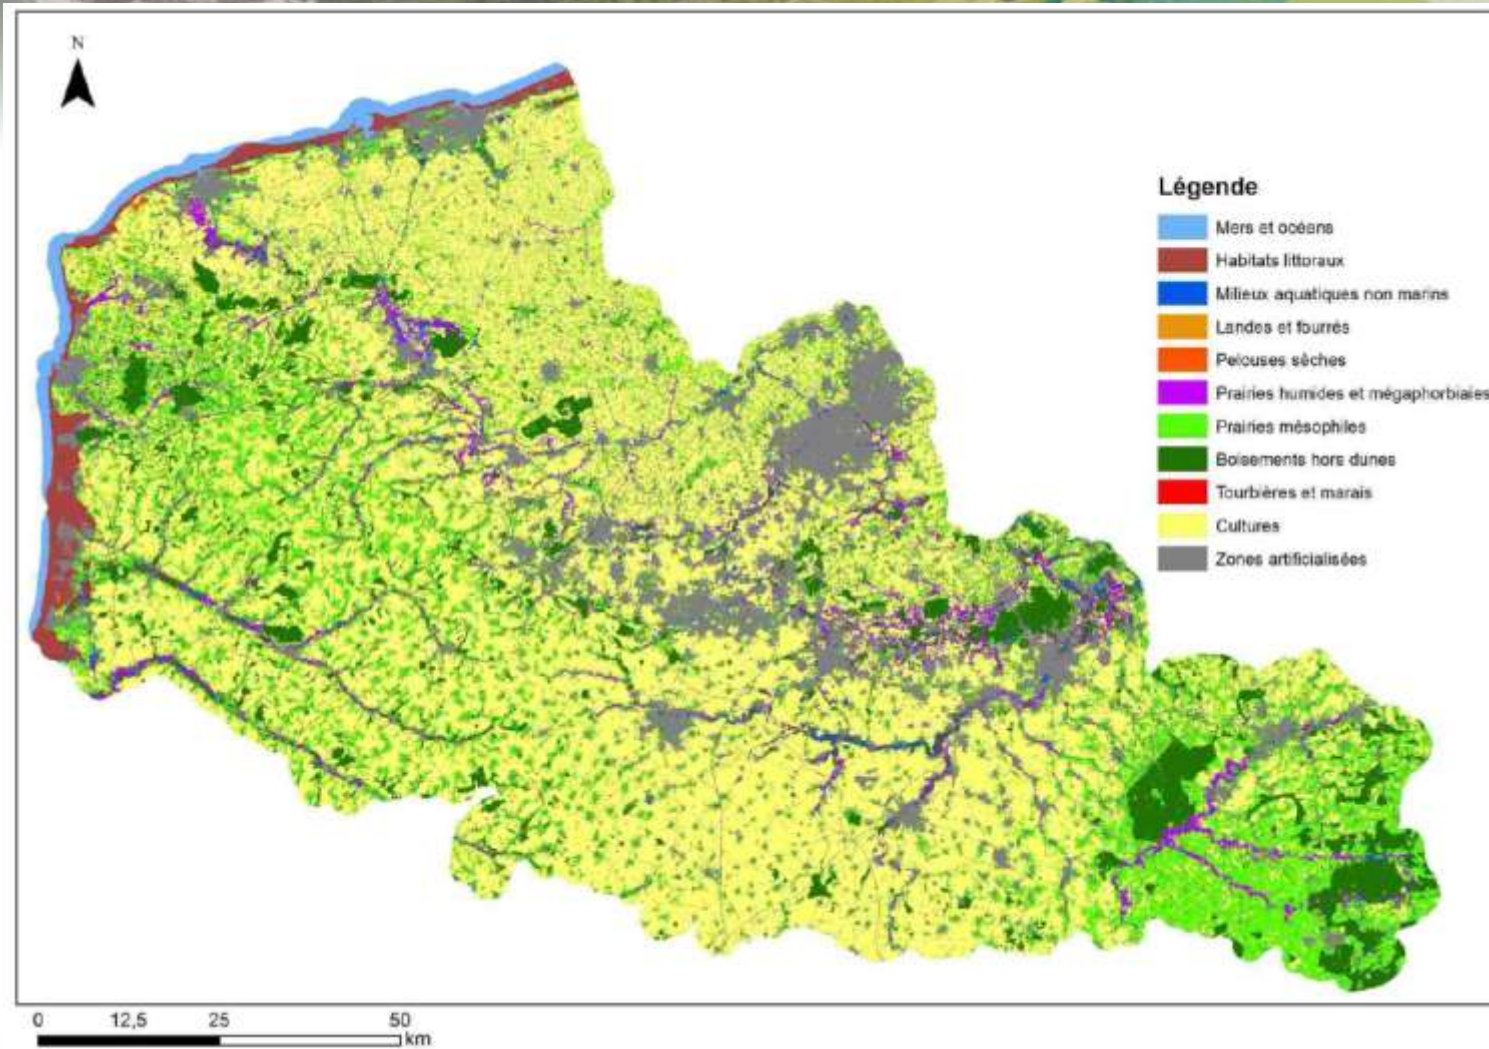 N
Légende
Mers et océans
Habitats littoraux
Milieux aquatiques non marins
Landes et fourrés
Pelouses sèches
Prairies humides et mégaphorbiaies
Prairies mésophiles
Boisements hors dunes
Tourbières et marais
Cultures
Zones artificialisées
0 12,5 25 50
km